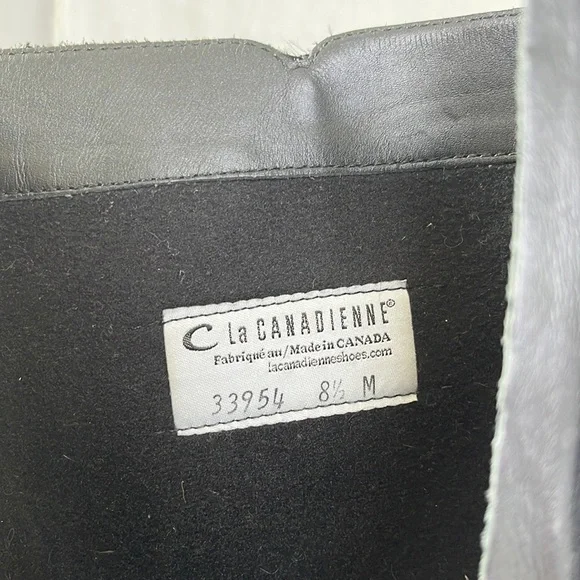 C La CANADIENNE®
Fabriqué au/Made in CANADA
lacanadienneshoes.com
33954 8½ M